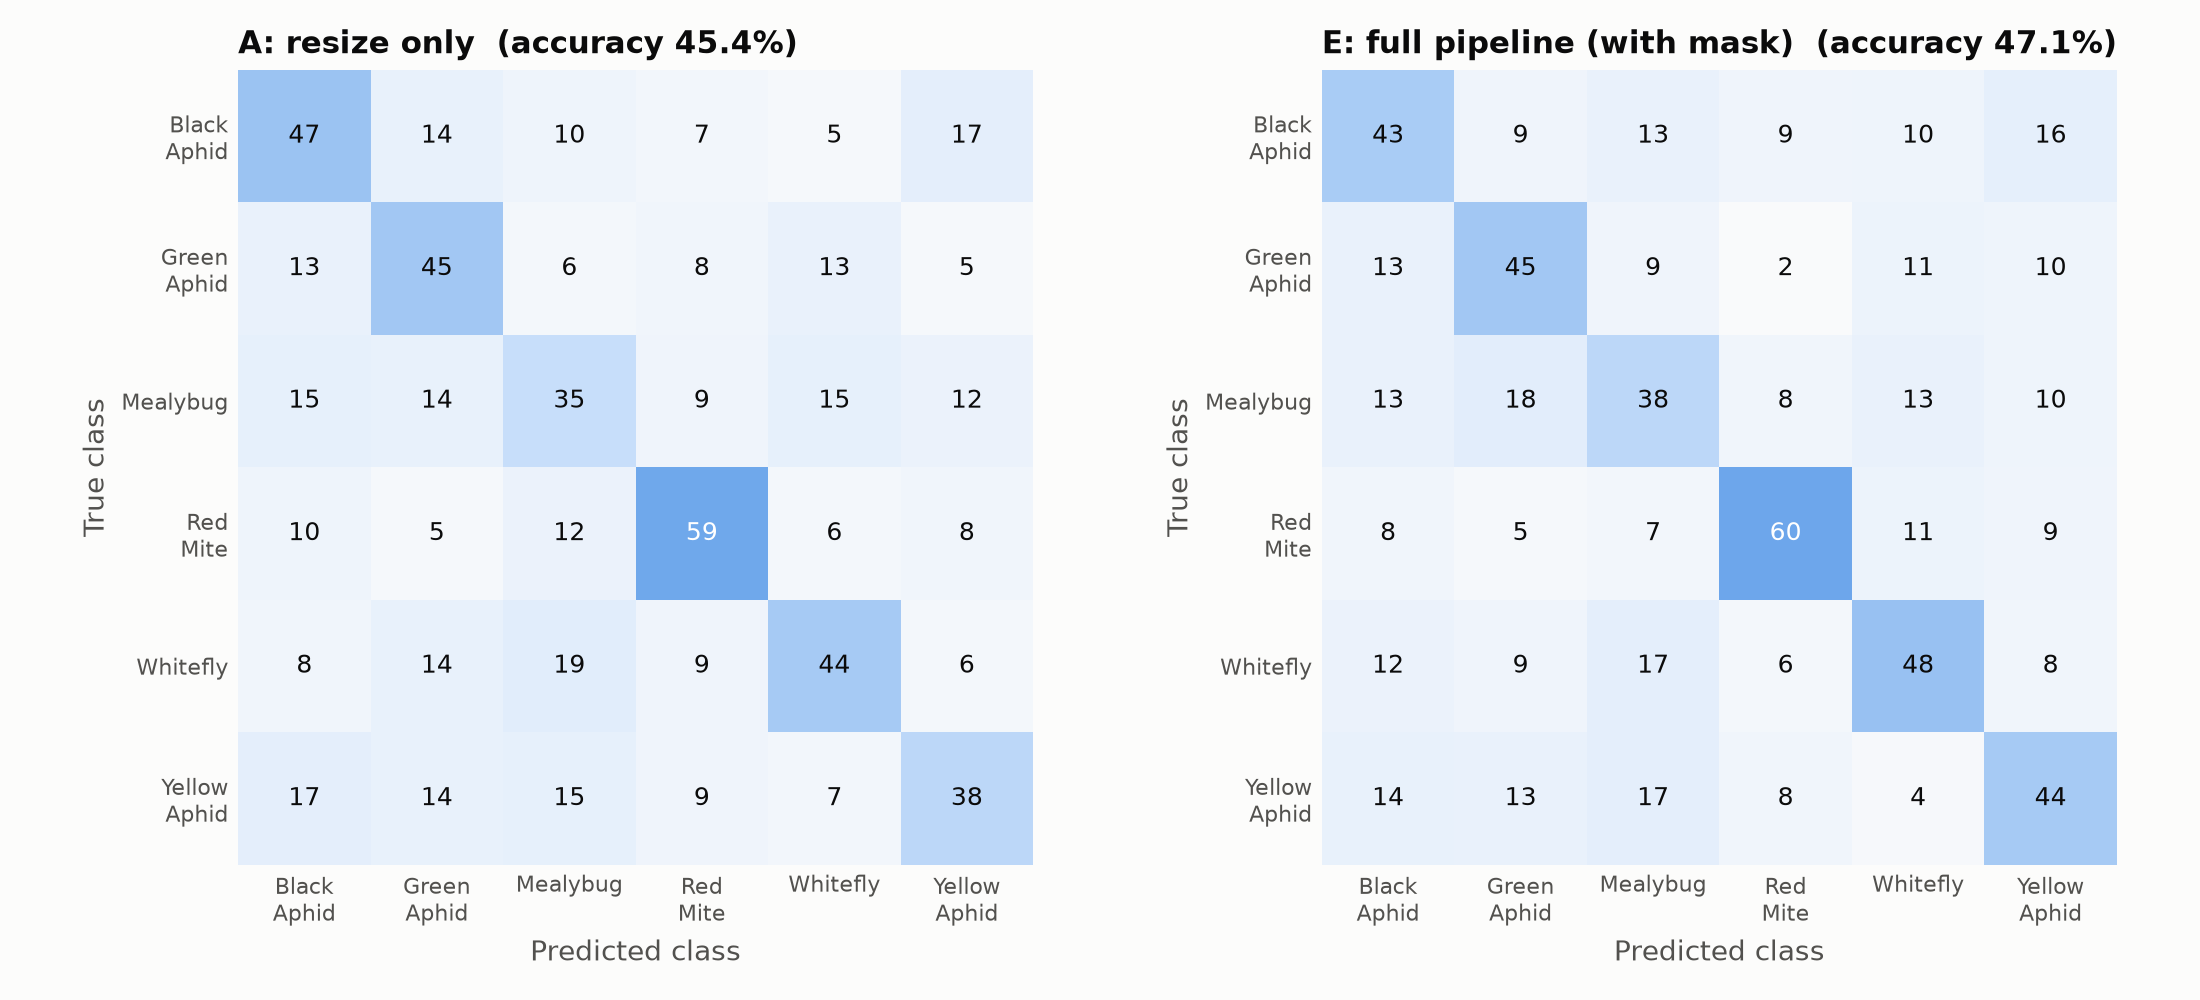 A: resize only (accuracy 45.4%)
Black
Aphid
47 14 10 7 5 17
Green
Aphid
13 45 6 8 13 5
Mealybug
15 14 35 9 15 12
Red
Mite
10 5 12 59 6 8
Whitefly
8 14 19 9 44 6
Yellow
Aphid
17 14 15 9 7 38
True class
Black
Aphid
Green
Aphid
Mealybug
Red
Mite
Whitefly
Yellow
Aphid
Predicted class
E: full pipeline (with mask) (accuracy 47.1%)
Black
Aphid
43 9 13 9 10 16
Green
Aphid
13 45 9 2 11 10
Mealybug
13 18 38 8 13 10
Red
Mite
8 5 7 60 11 9
Whitefly
12 9 17 6 48 8
Yellow
Aphid
14 13 17 8 4 44
True class
Black
Aphid
Green
Aphid
Mealybug
Red
Mite
Whitefly
Yellow
Aphid
Predicted class